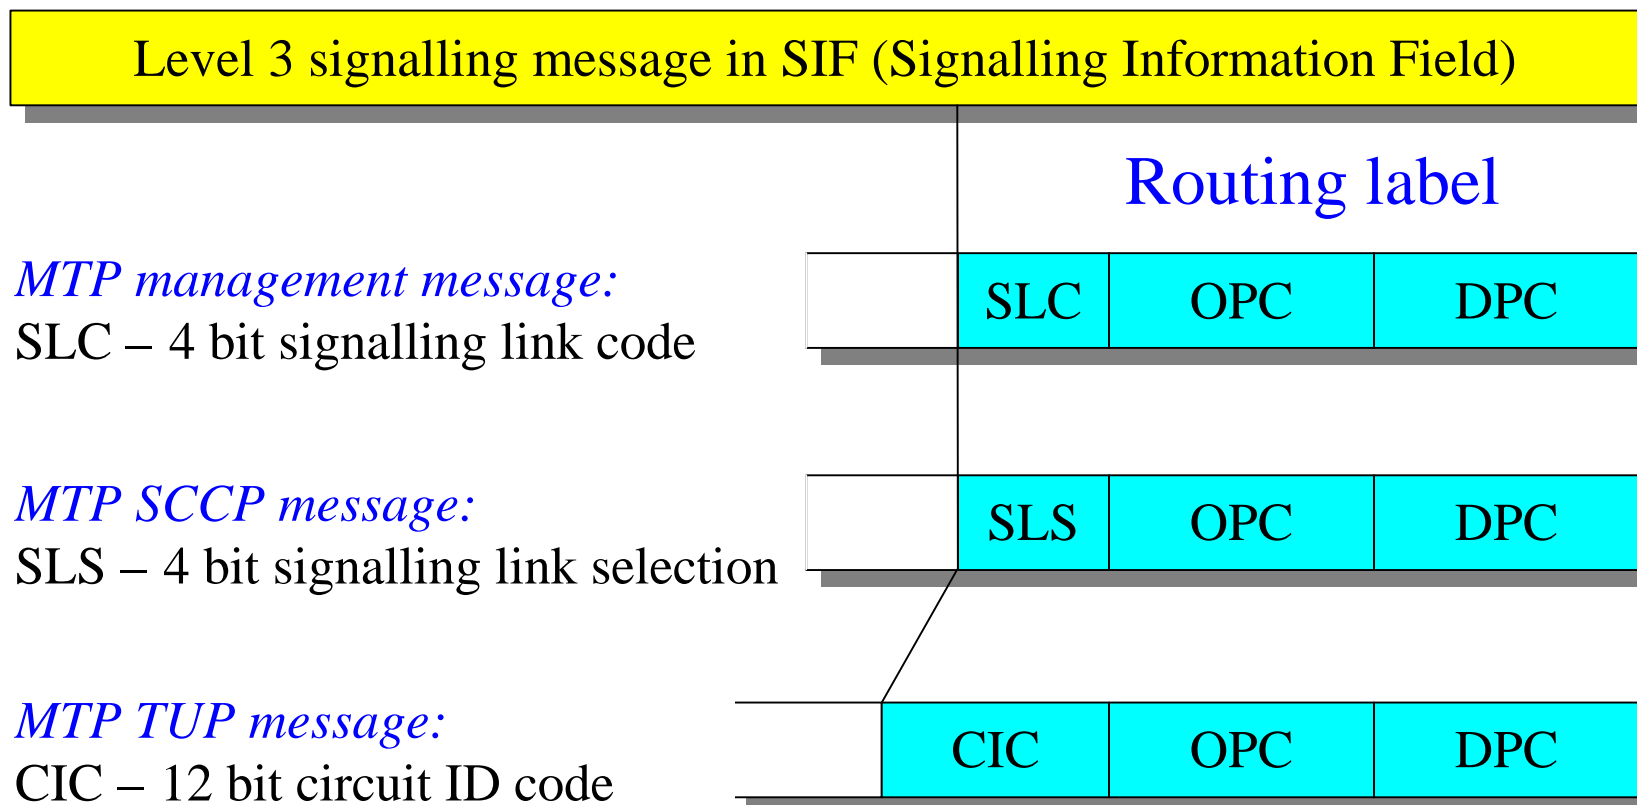 Level 3 signalling message in SIF (Signalling Information Field)
Routing label
MTP management message:
SLC – 4 bit signalling link code
SLC OPC DPC
MTP SCCP message:
SLS – 4 bit signalling link selection
SLS OPC DPC
MTP TUP message:
CIC – 12 bit circuit ID code
CIC OPC DPC